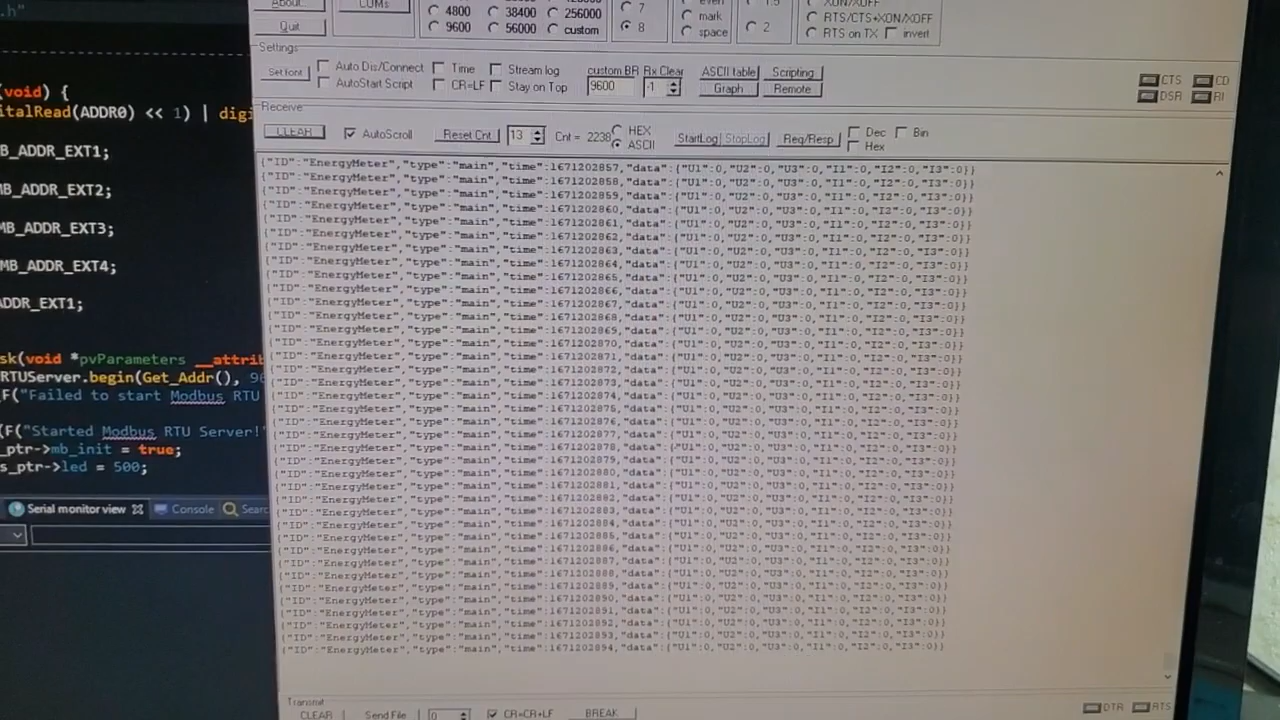 .h"
void) {
italRead(ADDR0) << 1) | digi
B_ADDR_EXT1;
B_ADDR_EXT2;
MB_ADDR_EXT3;
MB_ADDR_EXT4;
ADDR_EXT1;
sk(void *pvParameters __attrib
RTUServer.begin(Get_Addr(), 96
F("Failed to start Modbus RTU
(F("Started Modbus RTU Server!"
_ptr->mb_init = true;
s_ptr->led = 500;
Serial monitor view Console Searc
About...
Quit
COMs
4800 38400 256000
9600 56000 custom
7
8
even
mark
space
1.5
2
XON/XOFF
RTS/CTS+XON/XOFF
RTS on TX invert
Settings
Set font
Auto Dis/Connect Time Stream log custom BR Rx Clear ASCII table Scripting
AutoStart Script CR=LF Stay on Top 9600 -1 Graph Remote
CTS CD
DSR RI
Receive
CLEAR AutoScroll Reset Cnt 13 Cnt = 2238 HEX ASCII StartLog StopLog Req/Resp Dec Bin Hex
{"ID":"EnergyMeter","type":"main","time":1671202857,"data":{"U1":0,"U2":0,"U3":0,"I1":0,"I2":0,"I3":0}}
{"ID":"EnergyMeter","type":"main","time":1671202858,"data":{"U1":0,"U2":0,"U3":0,"I1":0,"I2":0,"I3":0}}
{"ID":"EnergyMeter","type":"main","time":1671202859,"data":{"U1":0,"U2":0,"U3":0,"I1":0,"I2":0,"I3":0}}
{"ID":"EnergyMeter","type":"main","time":1671202860,"data":{"U1":0,"U2":0,"U3":0,"I1":0,"I2":0,"I3":0}}
{"ID":"EnergyMeter","type":"main","time":1671202861,"data":{"U1":0,"U2":0,"U3":0,"I1":0,"I2":0,"I3":0}}
{"ID":"EnergyMeter","type":"main","time":1671202862,"data":{"U1":0,"U2":0,"U3":0,"I1":0,"I2":0,"I3":0}}
{"ID":"EnergyMeter","type":"main","time":1671202863,"data":{"U1":0,"U2":0,"U3":0,"I1":0,"I2":0,"I3":0}}
{"ID":"EnergyMeter","type":"main","time":1671202864,"data":{"U1":0,"U2":0,"U3":0,"I1":0,"I2":0,"I3":0}}
{"ID":"EnergyMeter","type":"main","time":1671202865,"data":{"U1":0,"U2":0,"U3":0,"I1":0,"I2":0,"I3":0}}
{"ID":"EnergyMeter","type":"main","time":1671202866,"data":{"U1":0,"U2":0,"U3":0,"I1":0,"I2":0,"I3":0}}
{"ID":"EnergyMeter","type":"main","time":1671202867,"data":{"U1":0,"U2":0,"U3":0,"I1":0,"I2":0,"I3":0}}
{"ID":"EnergyMeter","type":"main","time":1671202868,"data":{"U1":0,"U2":0,"U3":0,"I1":0,"I2":0,"I3":0}}
{"ID":"EnergyMeter","type":"main","time":1671202869,"data":{"U1":0,"U2":0,"U3":0,"I1":0,"I2":0,"I3":0}}
{"ID":"EnergyMeter","type":"main","time":1671202870,"data":{"U1":0,"U2":0,"U3":0,"I1":0,"I2":0,"I3":0}}
{"ID":"EnergyMeter","type":"main","time":1671202871,"data":{"U1":0,"U2":0,"U3":0,"I1":0,"I2":0,"I3":0}}
{"ID":"EnergyMeter","type":"main","time":1671202872,"data":{"U1":0,"U2":0,"U3":0,"I1":0,"I2":0,"I3":0}}
{"ID":"EnergyMeter","type":"main","time":1671202873,"data":{"U1":0,"U2":0,"U3":0,"I1":0,"I2":0,"I3":0}}
{"ID":"EnergyMeter","type":"main","time":1671202874,"data":{"U1":0,"U2":0,"U3":0,"I1":0,"I2":0,"I3":0}}
{"ID":"EnergyMeter","type":"main","time":1671202875,"data":{"U1":0,"U2":0,"U3":0,"I1":0,"I2":0,"I3":0}}
{"ID":"EnergyMeter","type":"main","time":1671202876,"data":{"U1":0,"U2":0,"U3":0,"I1":0,"I2":0,"I3":0}}
{"ID":"EnergyMeter","type":"main","time":1671202877,"data":{"U1":0,"U2":0,"U3":0,"I1":0,"I2":0,"I3":0}}
{"ID":"EnergyMeter","type":"main","time":1671202878,"data":{"U1":0,"U2":0,"U3":0,"I1":0,"I2":0,"I3":0}}
{"ID":"EnergyMeter","type":"main","time":1671202879,"data":{"U1":0,"U2":0,"U3":0,"I1":0,"I2":0,"I3":0}}
{"ID":"EnergyMeter","type":"main","time":1671202880,"data":{"U1":0,"U2":0,"U3":0,"I1":0,"I2":0,"I3":0}}
{"ID":"EnergyMeter","type":"main","time":1671202881,"data":{"U1":0,"U2":0,"U3":0,"I1":0,"I2":0,"I3":0}}
{"ID":"EnergyMeter","type":"main","time":1671202882,"data":{"U1":0,"U2":0,"U3":0,"I1":0,"I2":0,"I3":0}}
{"ID":"EnergyMeter","type":"main","time":1671202883,"data":{"U1":0,"U2":0,"U3":0,"I1":0,"I2":0,"I3":0}}
{"ID":"EnergyMeter","type":"main","time":1671202884,"data":{"U1":0,"U2":0,"U3":0,"I1":0,"I2":0,"I3":0}}
{"ID":"EnergyMeter","type":"main","time":1671202885,"data":{"U1":0,"U2":0,"U3":0,"I1":0,"I2":0,"I3":0}}
{"ID":"EnergyMeter","type":"main","time":1671202886,"data":{"U1":0,"U2":0,"U3":0,"I1":0,"I2":0,"I3":0}}
{"ID":"EnergyMeter","type":"main","time":1671202887,"data":{"U1":0,"U2":0,"U3":0,"I1":0,"I2":0,"I3":0}}
{"ID":"EnergyMeter","type":"main","time":1671202888,"data":{"U1":0,"U2":0,"U3":0,"I1":0,"I2":0,"I3":0}}
{"ID":"EnergyMeter","type":"main","time":1671202889,"data":{"U1":0,"U2":0,"U3":0,"I1":0,"I2":0,"I3":0}}
{"ID":"EnergyMeter","type":"main","time":1671202890,"data":{"U1":0,"U2":0,"U3":0,"I1":0,"I2":0,"I3":0}}
{"ID":"EnergyMeter","type":"main","time":1671202891,"data":{"U1":0,"U2":0,"U3":0,"I1":0,"I2":0,"I3":0}}
{"ID":"EnergyMeter","type":"main","time":1671202892,"data":{"U1":0,"U2":0,"U3":0,"I1":0,"I2":0,"I3":0}}
{"ID":"EnergyMeter","type":"main","time":1671202893,"data":{"U1":0,"U2":0,"U3":0,"I1":0,"I2":0,"I3":0}}
{"ID":"EnergyMeter","type":"main","time":1671202894,"data":{"U1":0,"U2":0,"U3":0,"I1":0,"I2":0,"I3":0}}
Transmit
CLEAR Send File 0 CR=CR+LF BREAK DTR RTS